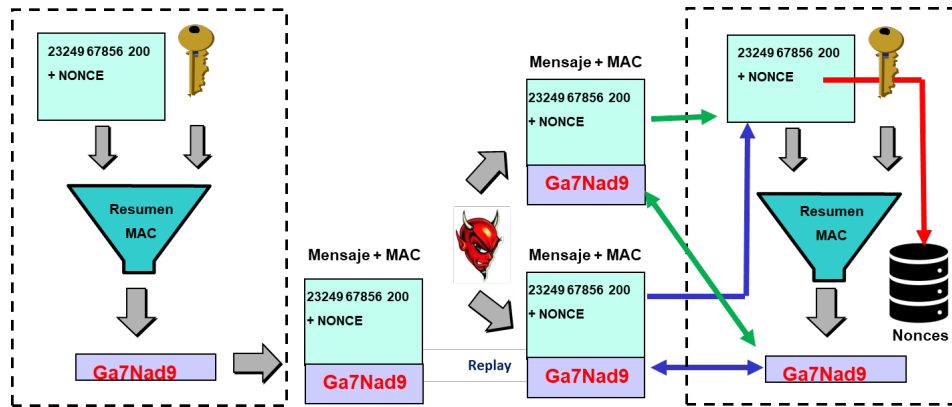 23249 67856 200
+ NONCE
Resumen
MAC
Ga7Nad9
Mensaje + MAC
23249 67856 200
+ NONCE
Ga7Nad9
Mensaje + MAC
23249 67856 200
+ NONCE
Ga7Nad9
Replay
Mensaje + MAC
23249 67856 200
+ NONCE
Ga7Nad9
23249 67856 200
+ NONCE
Resumen
MAC
Nonces
Ga7Nad9